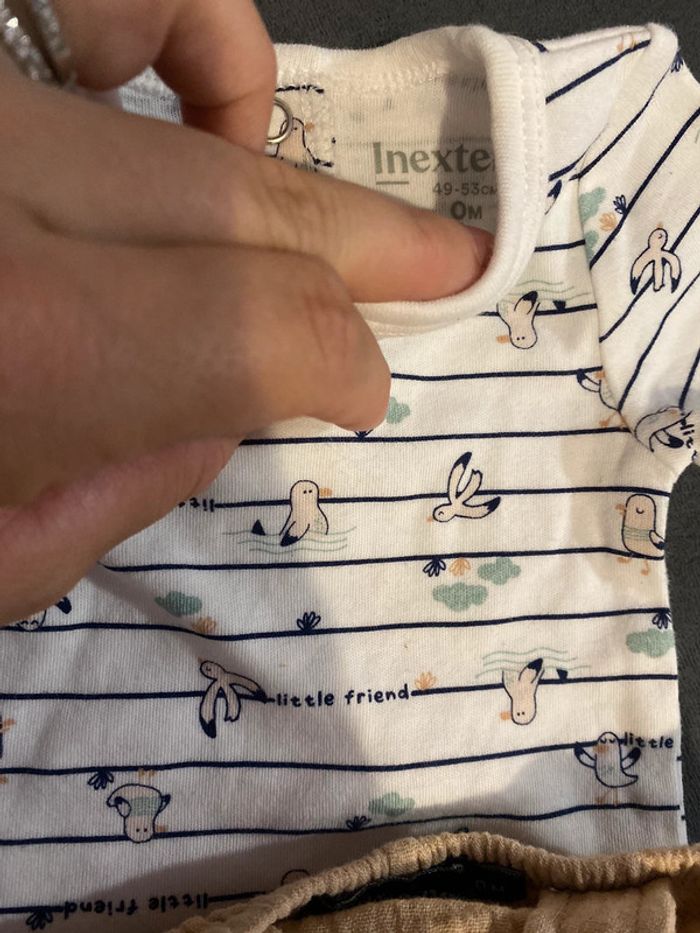 Inexte
49-53CM
0M
little friend
little
little friend